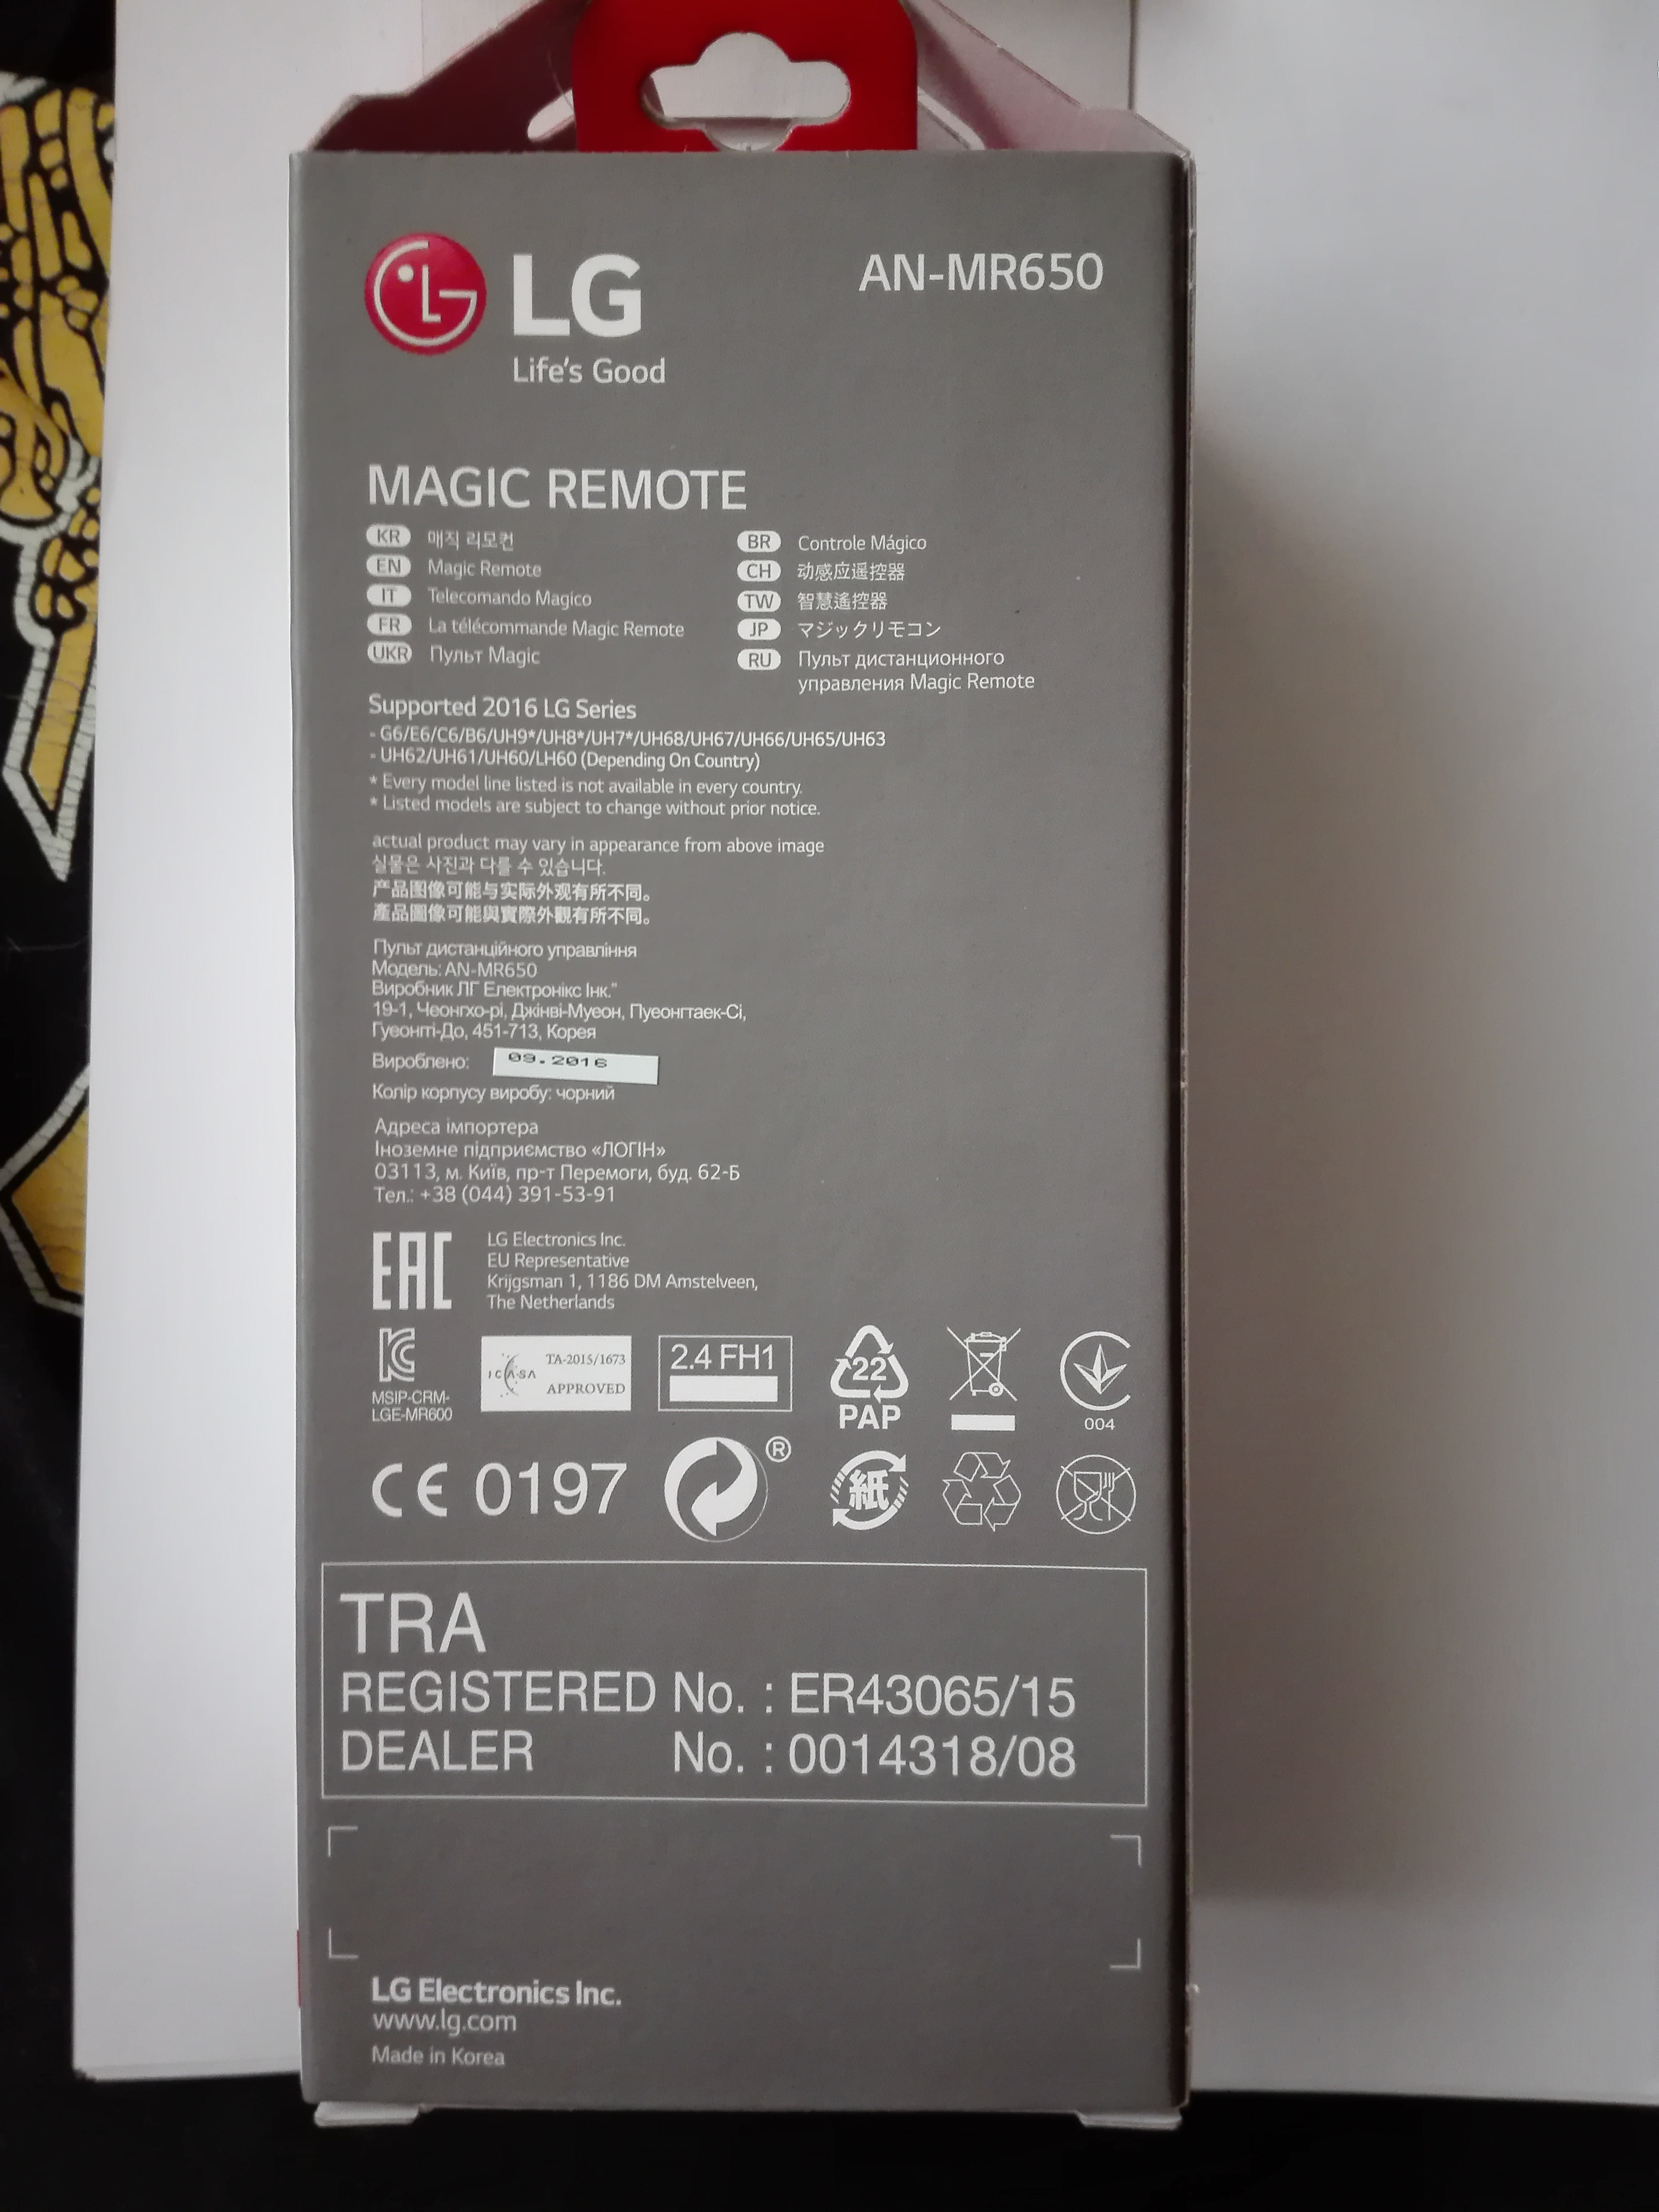 LG
Life's Good
AN-MR650
MAGIC REMOTE
KR 매직 리모컨
EN Magic Remote
IT Telecomando Magico
FR La télécommande Magic Remote
UKR Пульт Magic
BR Controle Mágico
CH 动感应遥控器
TW 智慧遙控器
JP マジックリモコン
RU Пульт дистанционного
управления Magic Remote
Supported 2016 LG Series
- G6/E6/C6/B6/UH9*/UH8*/UH7*/UH68/UH67/UH66/UH65/UH63
- UH62/UH61/UH60/LH60 (Depending On Country)
* Every model line listed is not available in every country.
* Listed models are subject to change without prior notice.
actual product may vary in appearance from above image
실물은 사진과 다를 수 있습니다.
产品图像可能与实际外观有所不同。
產品圖像可能與實際外觀有所不同。
Пульт дистанційного управління
Модель: AN-MR650
Виробник ЛГ Електронікс Інк."
19-1, Чеонгхо-рі, Джінві-Муеон, Пуеонгтаек-Сі,
Гуеонгі-До, 451-713, Корея
Вироблено: 09.2016
Колір корпусу виробу: чорний
Адреса імпортера
Іноземне підприємство «ЛОГІН»
03113, м. Київ, пр-т Перемоги, буд. 62-Б
Тел.: +38 (044) 391-53-91
EAC
LG Electronics Inc.
EU Representative
Krijgsman 1, 1186 DM Amstelveen,
The Netherlands
KC
MSIP-CRM-
LGE-MR600
ICASA
TA-2015/1673
APPROVED
2.4 FH1
22
PAP
004
CE 0197
®
紙
TRA
REGISTERED No. : ER43065/15
DEALER No. : 0014318/08
LG Electronics Inc.
www.lg.com
Made in Korea